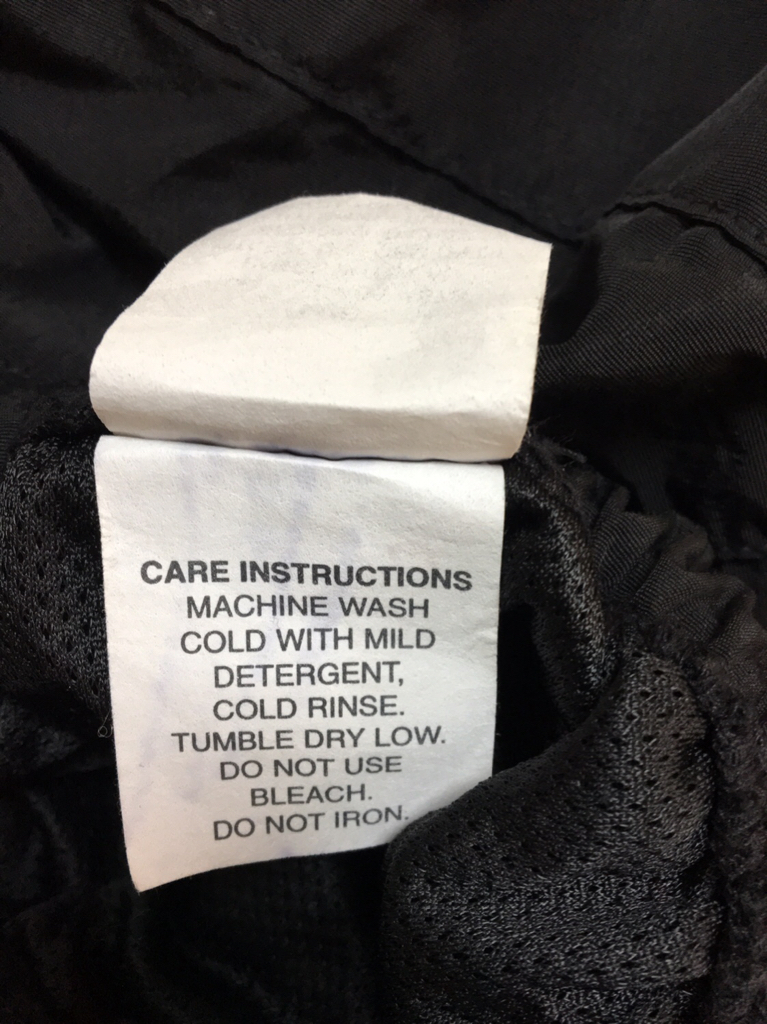 CARE INSTRUCTIONS
MACHINE WASH
COLD WITH MILD
DETERGENT,
COLD RINSE.
TUMBLE DRY LOW.
DO NOT USE
BLEACH.
DO NOT IRON.